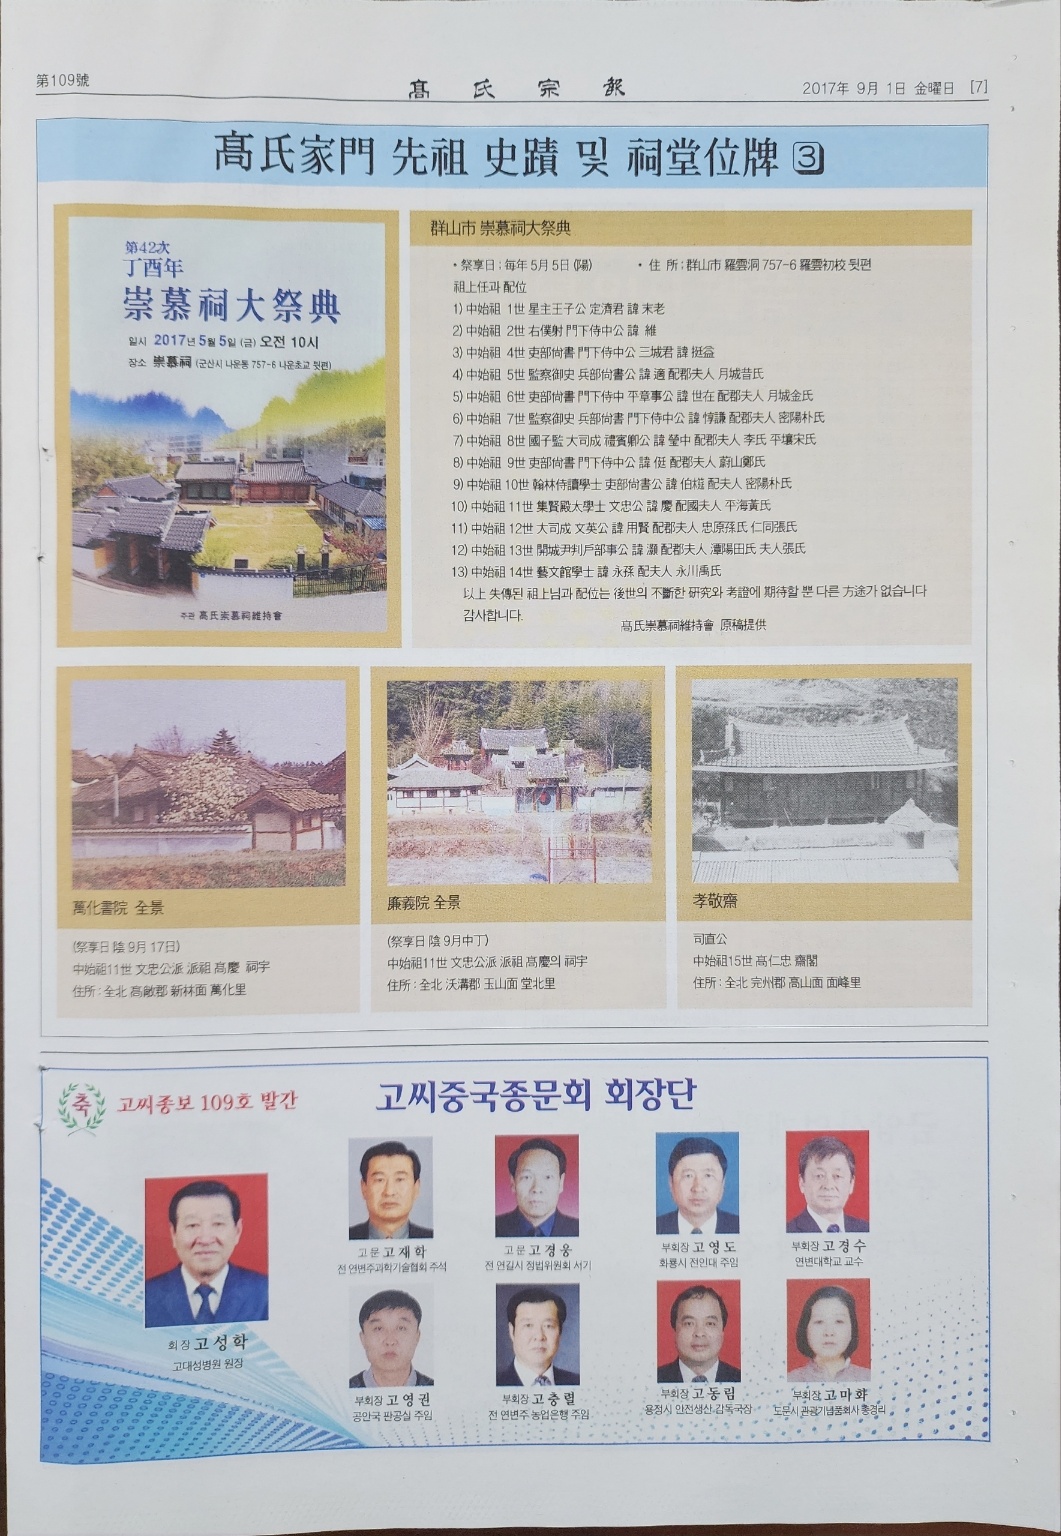 第109號
高氏宗報
2017年 9月 1日 金曜日 [7]
髙氏家門 先祖 史蹟 및 祠堂位牌 3
第42次
丁酉年
崇慕祠大祭典
일시 2017년 5월 5일 (금) 오전 10시
장소 崇慕祠 (군산시 나운동 757-6 나운초교 뒷편)
주관 髙氏崇慕祠維持會
群山市 崇慕祠大祭典
• 祭享日 : 每年 5月 5日 (陽) • 住 所 : 群山市 羅雲洞 757-6 羅雲初校 뒷편
祖上任과 配位
1) 中始祖 1世 星主王子公 定濟君 諱 末老
2) 中始祖 2世 右僕射 門下侍中公 諱 維
3) 中始祖 4世 吏部尙書 門下侍中公 三城君 諱 挺益
4) 中始祖 5世 監察御史 兵部尙書公 諱 適 配郡夫人 月城昔氏
5) 中始祖 6世 吏部尙書 門下侍中 平章事公 諱 世在 配郡夫人 月城金氏
6) 中始祖 7世 監察御史 兵部尙書 門下侍中公 諱 惇謙 配郡夫人 密陽朴氏
7) 中始祖 8世 國子監 大司成 禮賓卿公 諱 瑩中 配郡夫人 李氏 平壤宋氏
8) 中始祖 9世 吏部尙書 門下侍中公 諱 侹 配郡夫人 蔚山鄭氏
9) 中始祖 10世 翰林侍讀學士 吏部尙書公 諱 伯 配夫人 密陽朴氏
10) 中始祖 11世 集賢殿大學士 文忠公 諱 慶 配國夫人 平海黃氏
11) 中始祖 12世 大司成 文英公 諱 用賢 配郡夫人 忠原孫氏 仁同張氏
12) 中始祖 13世 開城尹判戶部事公 諱 灝 配郡夫人 潭陽田氏 夫人張氏
13) 中始祖 14世 藝文館學士 諱 永孫 配夫人 永川禹氏
以上 失傳된 祖上님과 配位는 後世의 不斷한 硏究와 考證에 期待할 뿐 다른 方途가 없습니다
감사합니다.
髙氏崇慕祠維持會 原稿提供
萬化書院 全景
(祭享日 陰 9月 17日)
中始祖11世 文忠公派 派祖 髙慶 祠宇
住所 : 全北 高敞郡 新林面 萬化里
廉義院 全景
(祭享日 陰 9月中丁)
中始祖11世 文忠公派 派祖 髙慶의 祠宇
住所 : 全北 沃溝郡 玉山面 堂北里
孝敬齋
司直公
中始祖15世 髙仁忠 齋閣
住所 : 全北 完州郡 高山面 面峰里
축 고씨종보 109호 발간
고씨중국종문회 회장단
회장 고성학
고대성병원 원장
고문 고재학
전 연변주과학기술협회 주석
고문 고경웅
전 연길시 정법위원회 서기
부회장 고영도
화룡시 전인대 주임
부회장 고경수
연변대학교 교수
부회장 고영권
공안국 판공실 주임
부회장 고충렬
전 연변주 농업은행 주임
부회장 고동림
용정시 안전생산 감독국장
부회장 고마화
도문시 관광기념품회사 총경리